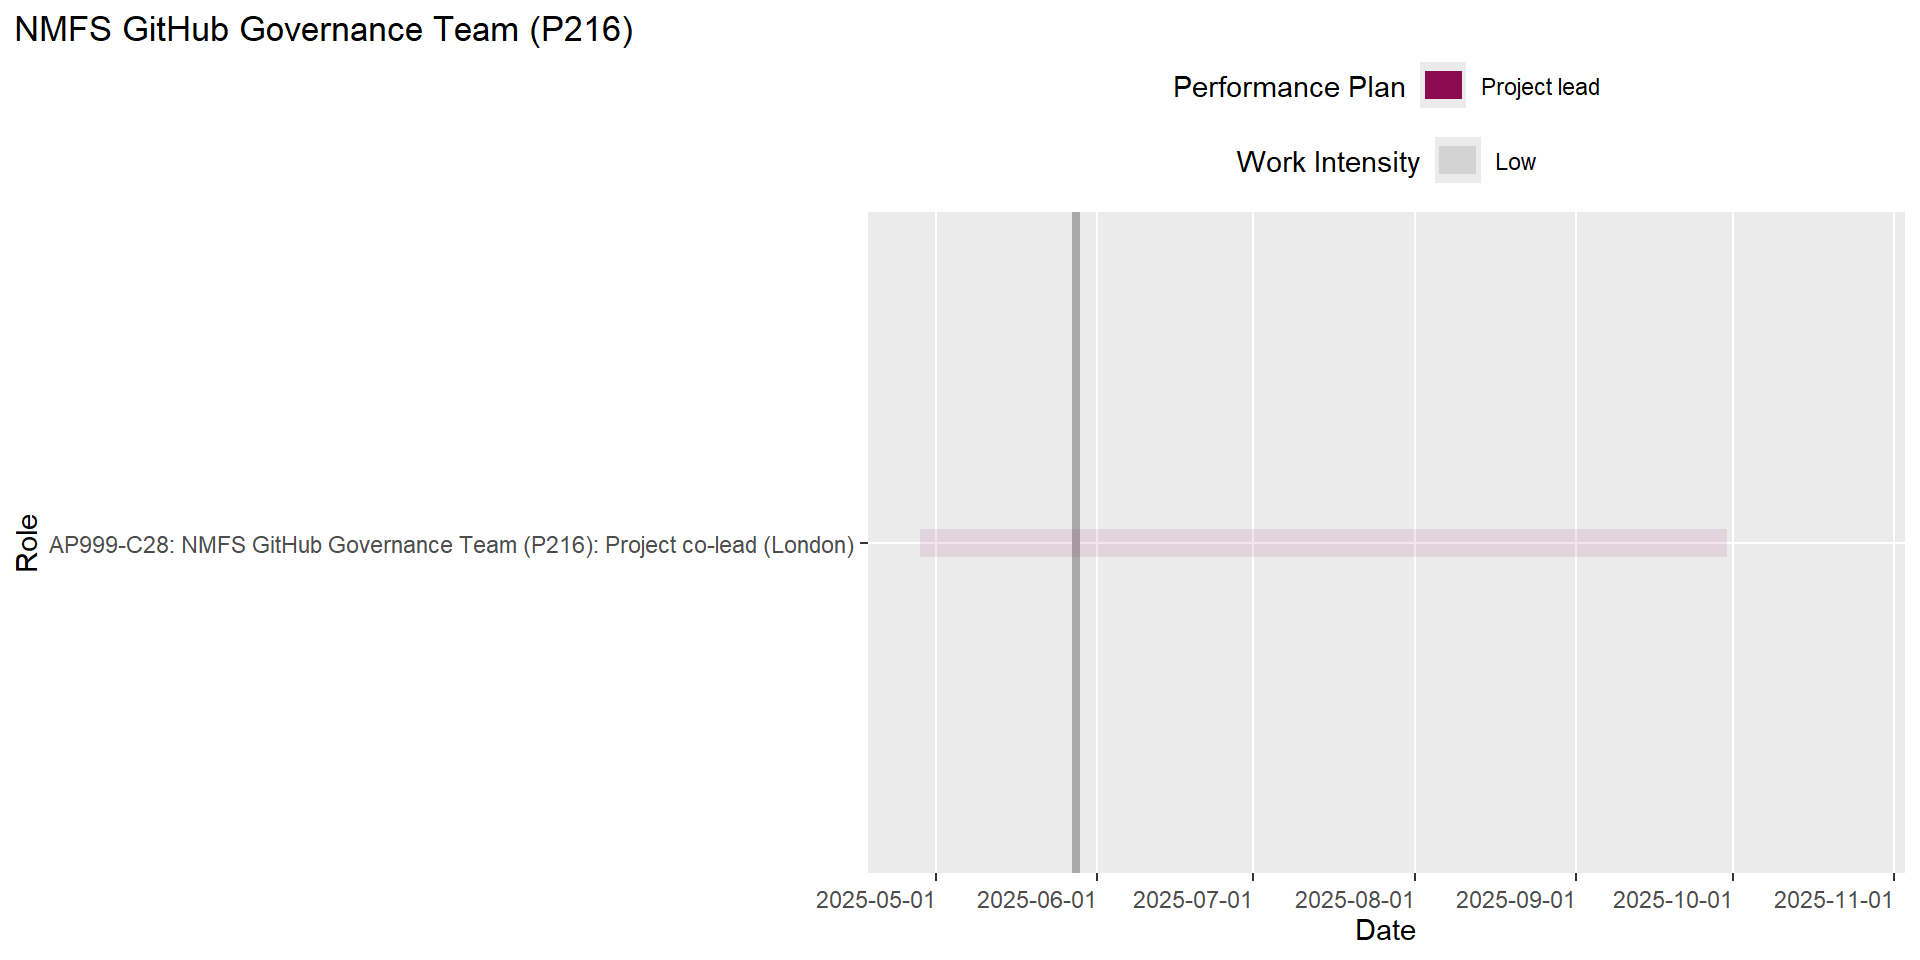 NMFS GitHub Governance Team (P216)
Performance Plan Project lead
Work Intensity Low
Role
AP999-C28: NMFS GitHub Governance Team (P216): Project co-lead (London)
2025-05-01 2025-06-01 2025-07-01 2025-08-01 2025-09-01 2025-10-01 2025-11-01
Date